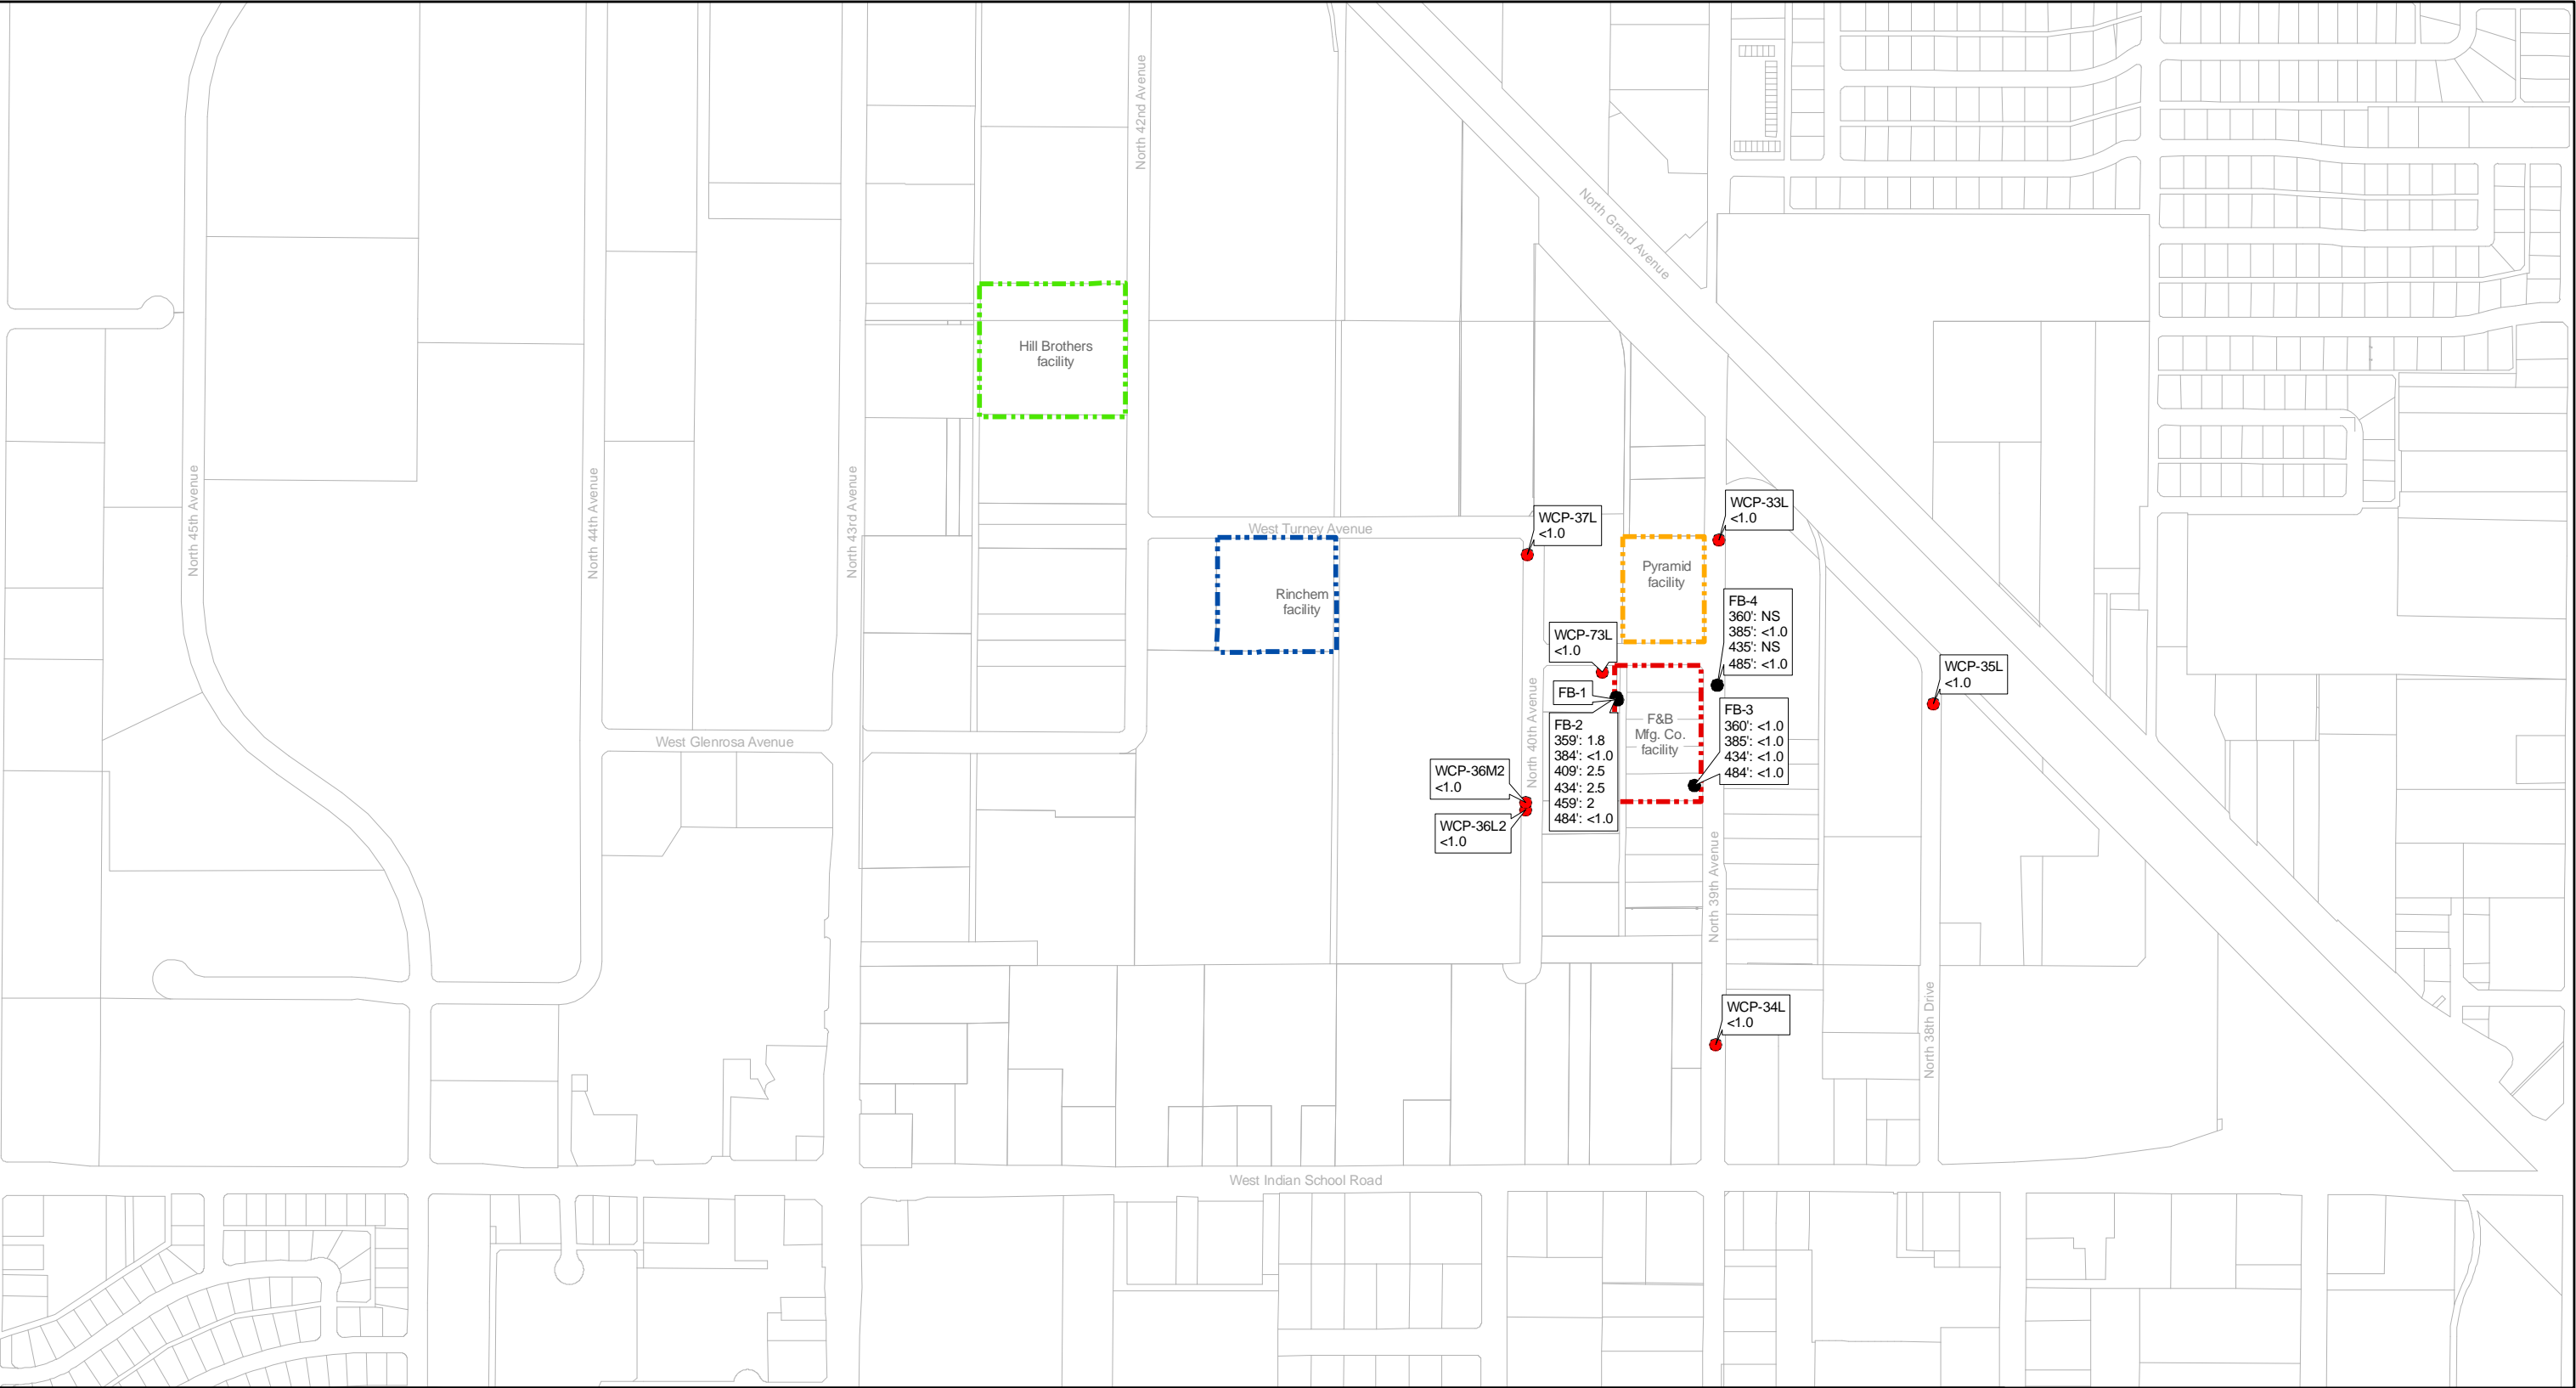 North 42nd Avenue
North Grand Avenue
Hill Brothers
facility
North 45th Avenue
North 44th Avenue
North 43rd Avenue
West Turney Avenue
WCP-37L
<1.0
WCP-33L
<1.0
Pyramid
facility
Rinchem
facility
FB-4
360': NS
385': <1.0
435': NS
485': <1.0
WCP-73L
<1.0
WCP-35L
<1.0
FB-1
North 40th Avenue
FB-2
359': 1.8
384': <1.0
409': 2.5
434': 2.5
459': 2
484': <1.0
F&B
Mfg. Co.
facility
FB-3
360': <1.0
385': <1.0
434': <1.0
484': <1.0
West Glenrosa Avenue
WCP-36M2
<1.0
WCP-36L2
<1.0
North 39th Avenue
WCP-34L
<1.0
North 38th Drive
West Indian School Road